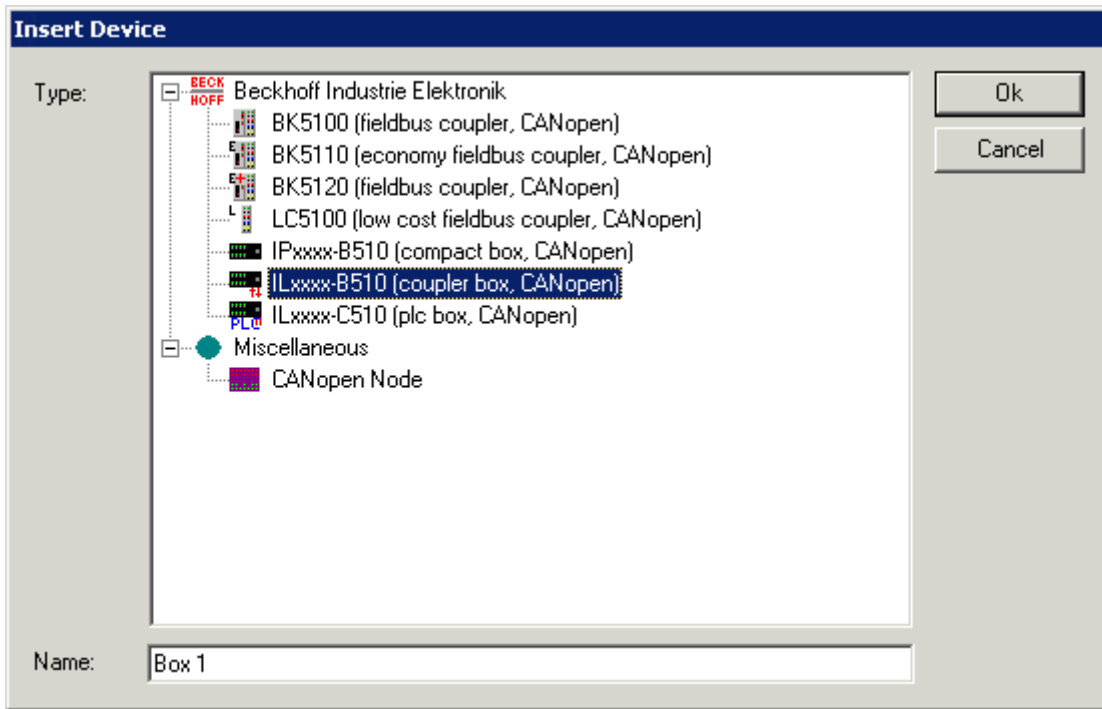 Insert Device
Type:
BECK
HOFF
Beckhoff Industrie Elektronik
BK5100 (fieldbus coupler, CANopen)
E
BK5110 (economy fieldbus coupler, CANopen)
E+
BK5120 (fieldbus coupler, CANopen)
L
LC5100 (low cost fieldbus coupler, CANopen)
IPxxxx-B510 (compact box, CANopen)
ILxxxx-B510 (coupler box, CANopen)
PLC
ILxxxx-C510 (plc box, CANopen)
Miscellaneous
CANopen Node
Ok
Cancel
Name:
Box 1